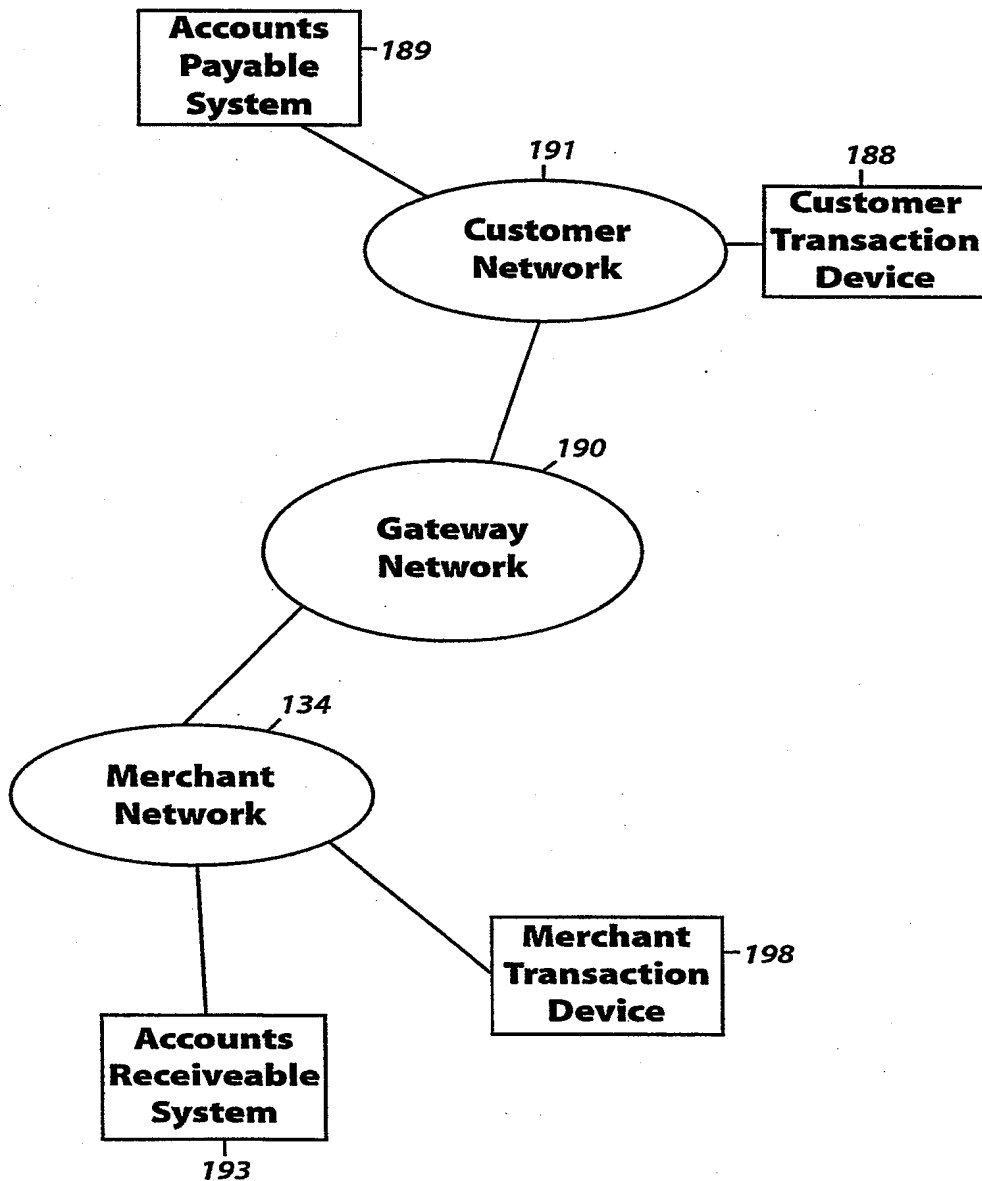 Accounts
Payable
System
189
191
Customer
Network
188
Customer
Transaction
Device
190
Gateway
Network
134
Merchant
Network
Merchant
Transaction
Device
198
Accounts
Receiveable
System
193